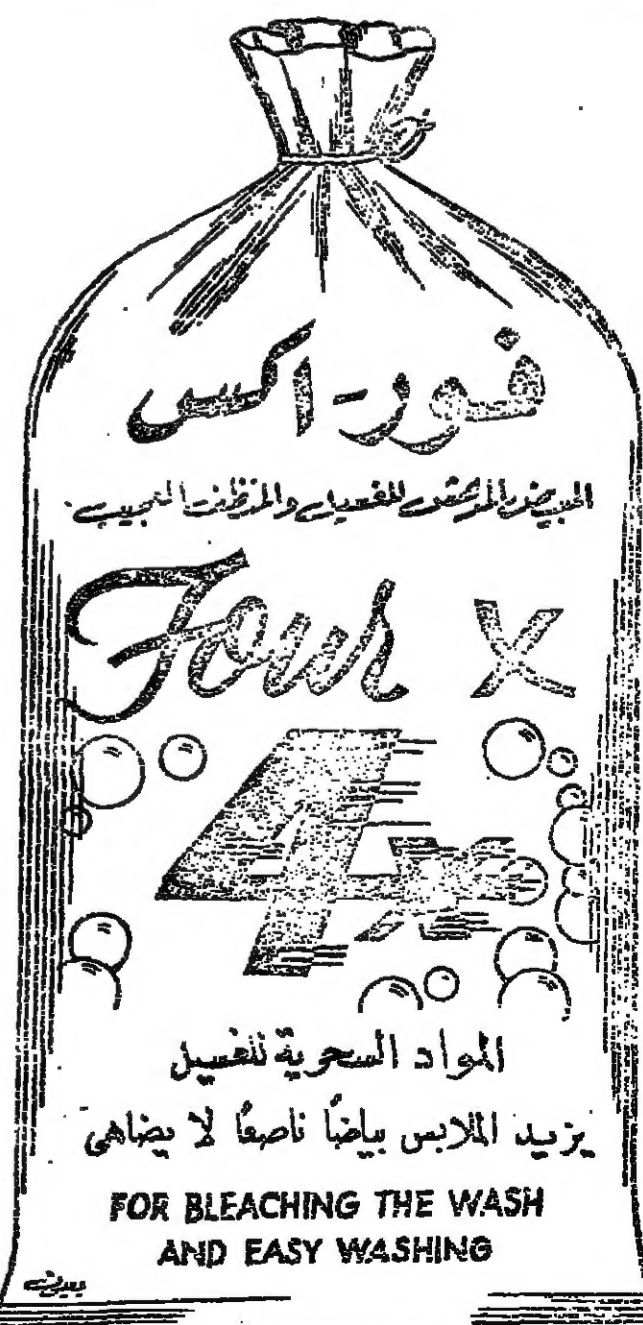 فور-اكس
المبيض المدهش للغسيل والمنظف العجيب
Four X
4x
المواد السحرية للغسيل
يزيد الملابس بياضاً ناصعاً لا يضاهى
FOR BLEACHING THE WASH
AND EASY WASHING